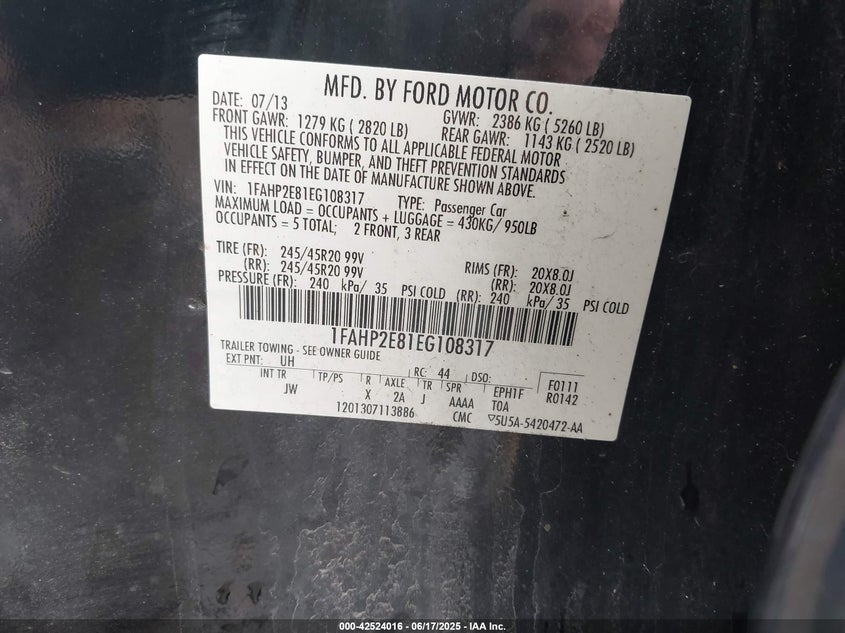 MFD. BY FORD MOTOR CO.
DATE: 07/13 GVWR: 2386 KG ( 5260 LB)
FRONT GAWR: 1279 KG ( 2820 LB) REAR GAWR: 1143 KG ( 2520 LB)
THIS VEHICLE CONFORMS TO ALL APPLICABLE FEDERAL MOTOR
VEHICLE SAFETY, BUMPER, AND THEFT PREVENTION STANDARDS
IN EFFECT ON THE DATE OF MANUFACTURE SHOWN ABOVE.
VIN: 1FAHP2E81EG108317 TYPE: Passenger Car
MAXIMUM LOAD = OCCUPANTS + LUGGAGE = 430KG/ 950LB
OCCUPANTS = 5 TOTAL; 2 FRONT, 3 REAR
TIRE (FR): 245/45R20 99V RIMS (FR): 20X8.0J
(RR): 245/45R20 99V (RR): 20X8.0J
PRESSURE (FR): 240 kPa/ 35 PSI COLD (RR): 240 kPa/ 35 PSI COLD
1FAHP2E81EG108317
TRAILER TOWING - SEE OWNER GUIDE
EXT PNT: UH RC: 44 DSO: F0111
INT TR TP/PS R AXLE TR SPR EPH1F R0142
JW X 2A J AAAA TOA
1201307113886 CMC ▽5U5A-5420472-AA
000-42524016 - 06/17/2025 - IAA Inc.